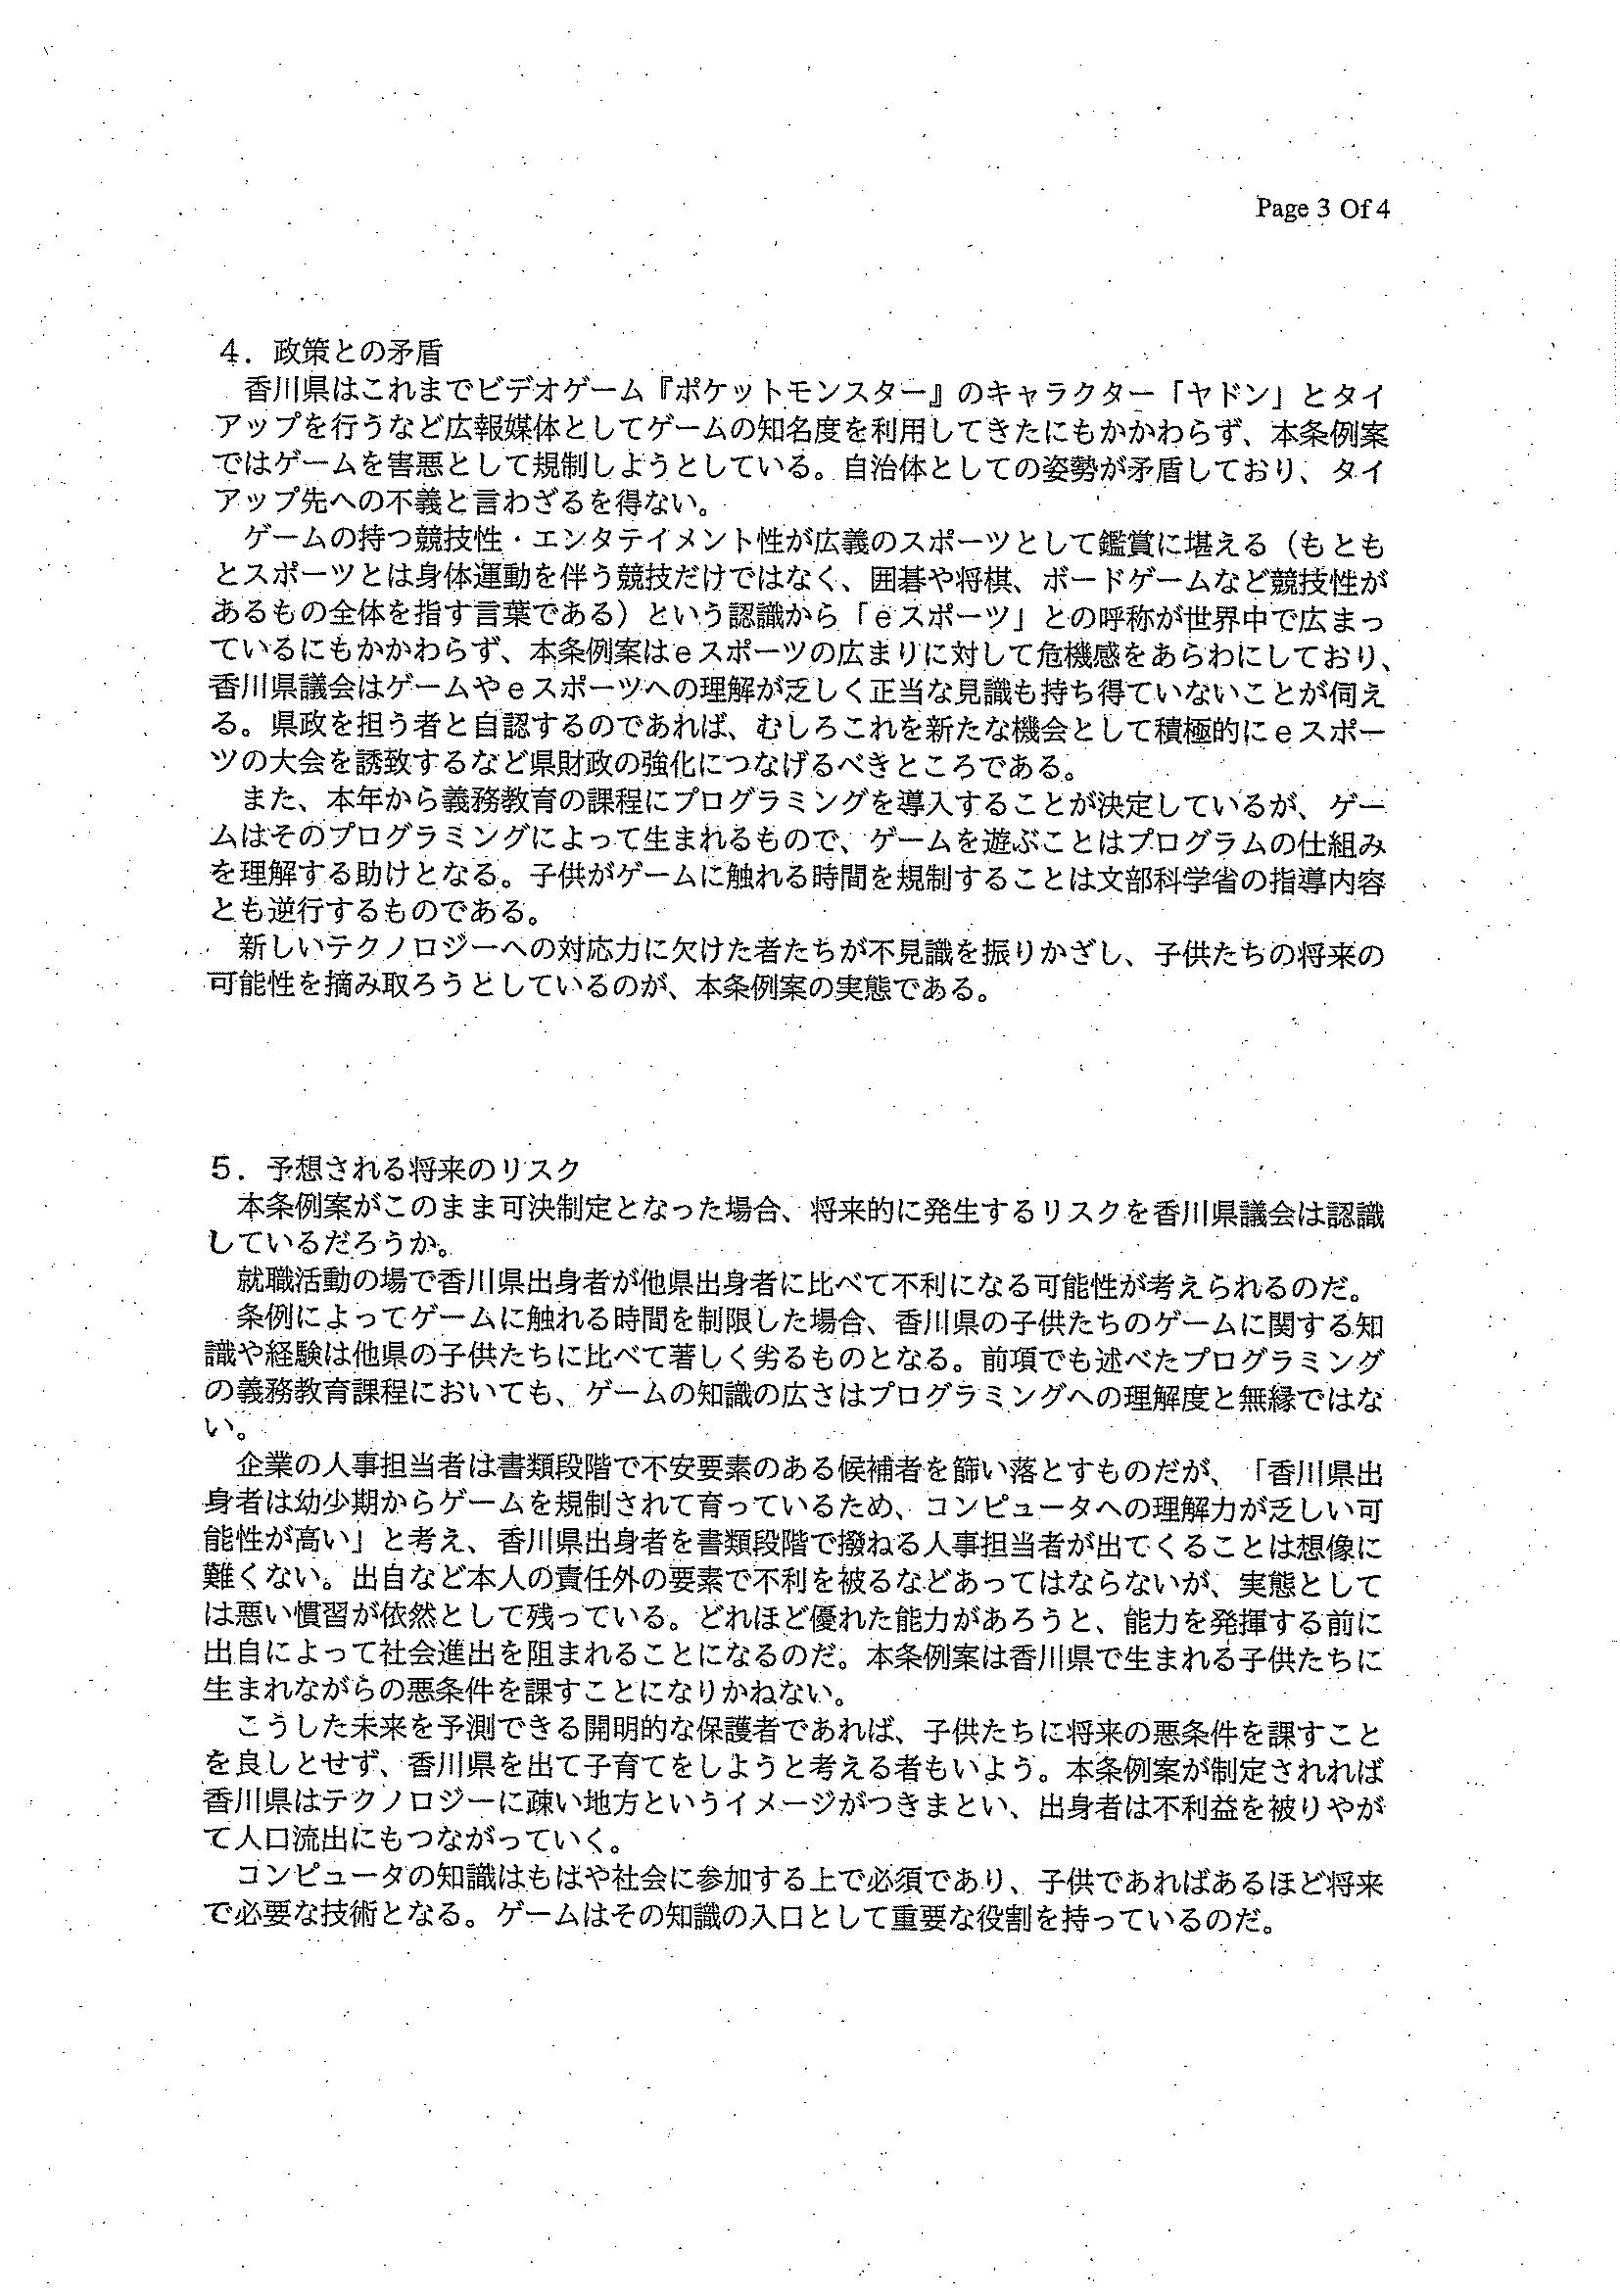 Page 3 Of 4
４．政策との矛盾
　香川県はこれまでビデオゲーム『ポケットモンスター』のキャラクター「ヤドン」とタイ
アップを行うなど広報媒体としてゲームの知名度を利用してきたにもかかわらず、本条例案
ではゲームを害悪として規制しようとしている。自治体としての姿勢が矛盾しており、タイ
アップ先への不義と言わざるを得ない。
　ゲームの持つ競技性・エンタテイメント性が広義のスポーツとして鑑賞に堪える（もとも
とスポーツとは身体運動を伴う競技だけではなく、囲碁や将棋、ボードゲームなど競技性が
あるもの全体を指す言葉である）という認識から「ｅスポーツ」との呼称が世界中で広まっ
ているにもかかわらず、本条例案はｅスポーツの広まりに対して危機感をあらわにしており、
香川県議会はゲームやｅスポーツへの理解が乏しく正当な見識も持ち得ていないことが伺え
る。県政を担う者と自認するのであれば、むしろこれを新たな機会として積極的にｅスポー
ツの大会を誘致するなど県財政の強化につなげるべきところである。
　また、本年から義務教育の課程にプログラミングを導入することが決定しているが、ゲー
ムはそのプログラミングによって生まれるもので、ゲームを遊ぶことはプログラムの仕組み
を理解する助けとなる。子供がゲームに触れる時間を規制することは文部科学省の指導内容
とも逆行するものである。
　新しいテクノロジーへの対応力に欠けた者たちが不見識を振りかざし、子供たちの将来の
可能性を摘み取ろうとしているのが、本条例案の実態である。
５．予想される将来のリスク
　本条例案がこのまま可決制定となった場合、将来的に発生するリスクを香川県議会は認識
しているだろうか。
　就職活動の場で香川県出身者が他県出身者に比べて不利になる可能性が考えられるのだ。
　条例によってゲームに触れる時間を制限した場合、香川県の子供たちのゲームに関する知
識や経験は他県の子供たちに比べて著しく劣るものとなる。前項でも述べたプログラミング
の義務教育課程においても、ゲームの知識の広さはプログラミングへの理解度と無縁ではな
い。
　企業の人事担当者は書類段階で不安要素のある候補者を篩い落とすものだが、「香川県出
身者は幼少期からゲームを規制されて育っているため、コンピュータへの理解力が乏しい可
能性が高い」と考え、香川県出身者を書類段階で撥ねる人事担当者が出てくることは想像に
難くない。出自など本人の責任外の要素で不利を被るなどあってはならないが、実態として
は悪い慣習が依然として残っている。どれほど優れた能力があろうと、能力を発揮する前に
出自によって社会進出を阻まれることになるのだ。本条例案は香川県で生まれる子供たちに
生まれながらの悪条件を課すことになりかねない。
　こうした未来を予測できる開明的な保護者であれば、子供たちに将来の悪条件を課すこと
を良しとせず、香川県を出て子育てをしようと考える者もいよう。本条例案が制定されれば
香川県はテクノロジーに疎い地方というイメージがつきまとい、出身者は不利益を被りやが
て人口流出にもつながっていく。
　コンピュータの知識はもはや社会に参加する上で必須であり、子供であればあるほど将来
で必要な技術となる。ゲームはその知識の入口として重要な役割を持っているのだ。